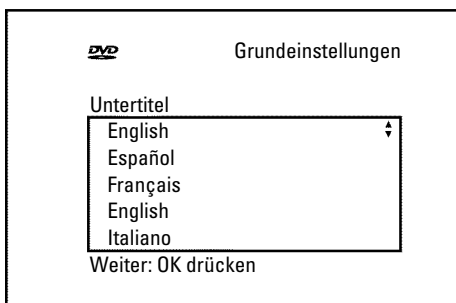 DVD Grundeinstellungen
Untertitel
English
Español
Français
English
Italiano
Weiter: OK drücken